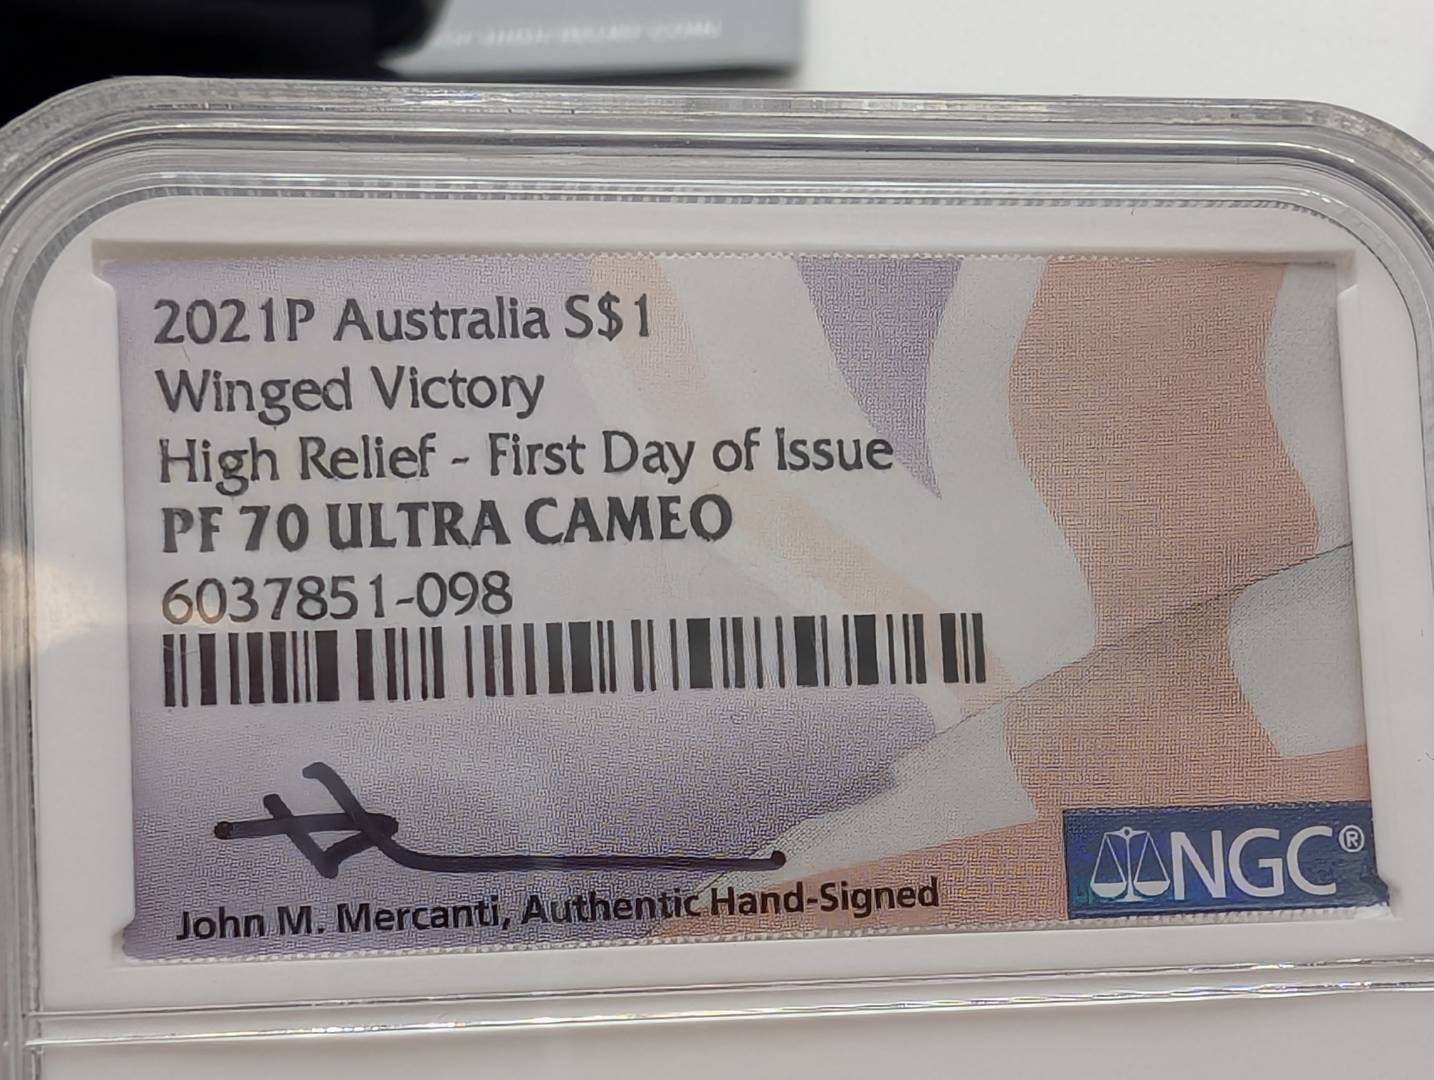 2021P Australia S$1
Winged Victory
High Relief - First Day of Issue
PF 70 ULTRA CAMEO
6037851-098
John M. Mercanti, Authentic Hand-Signed
NGC®